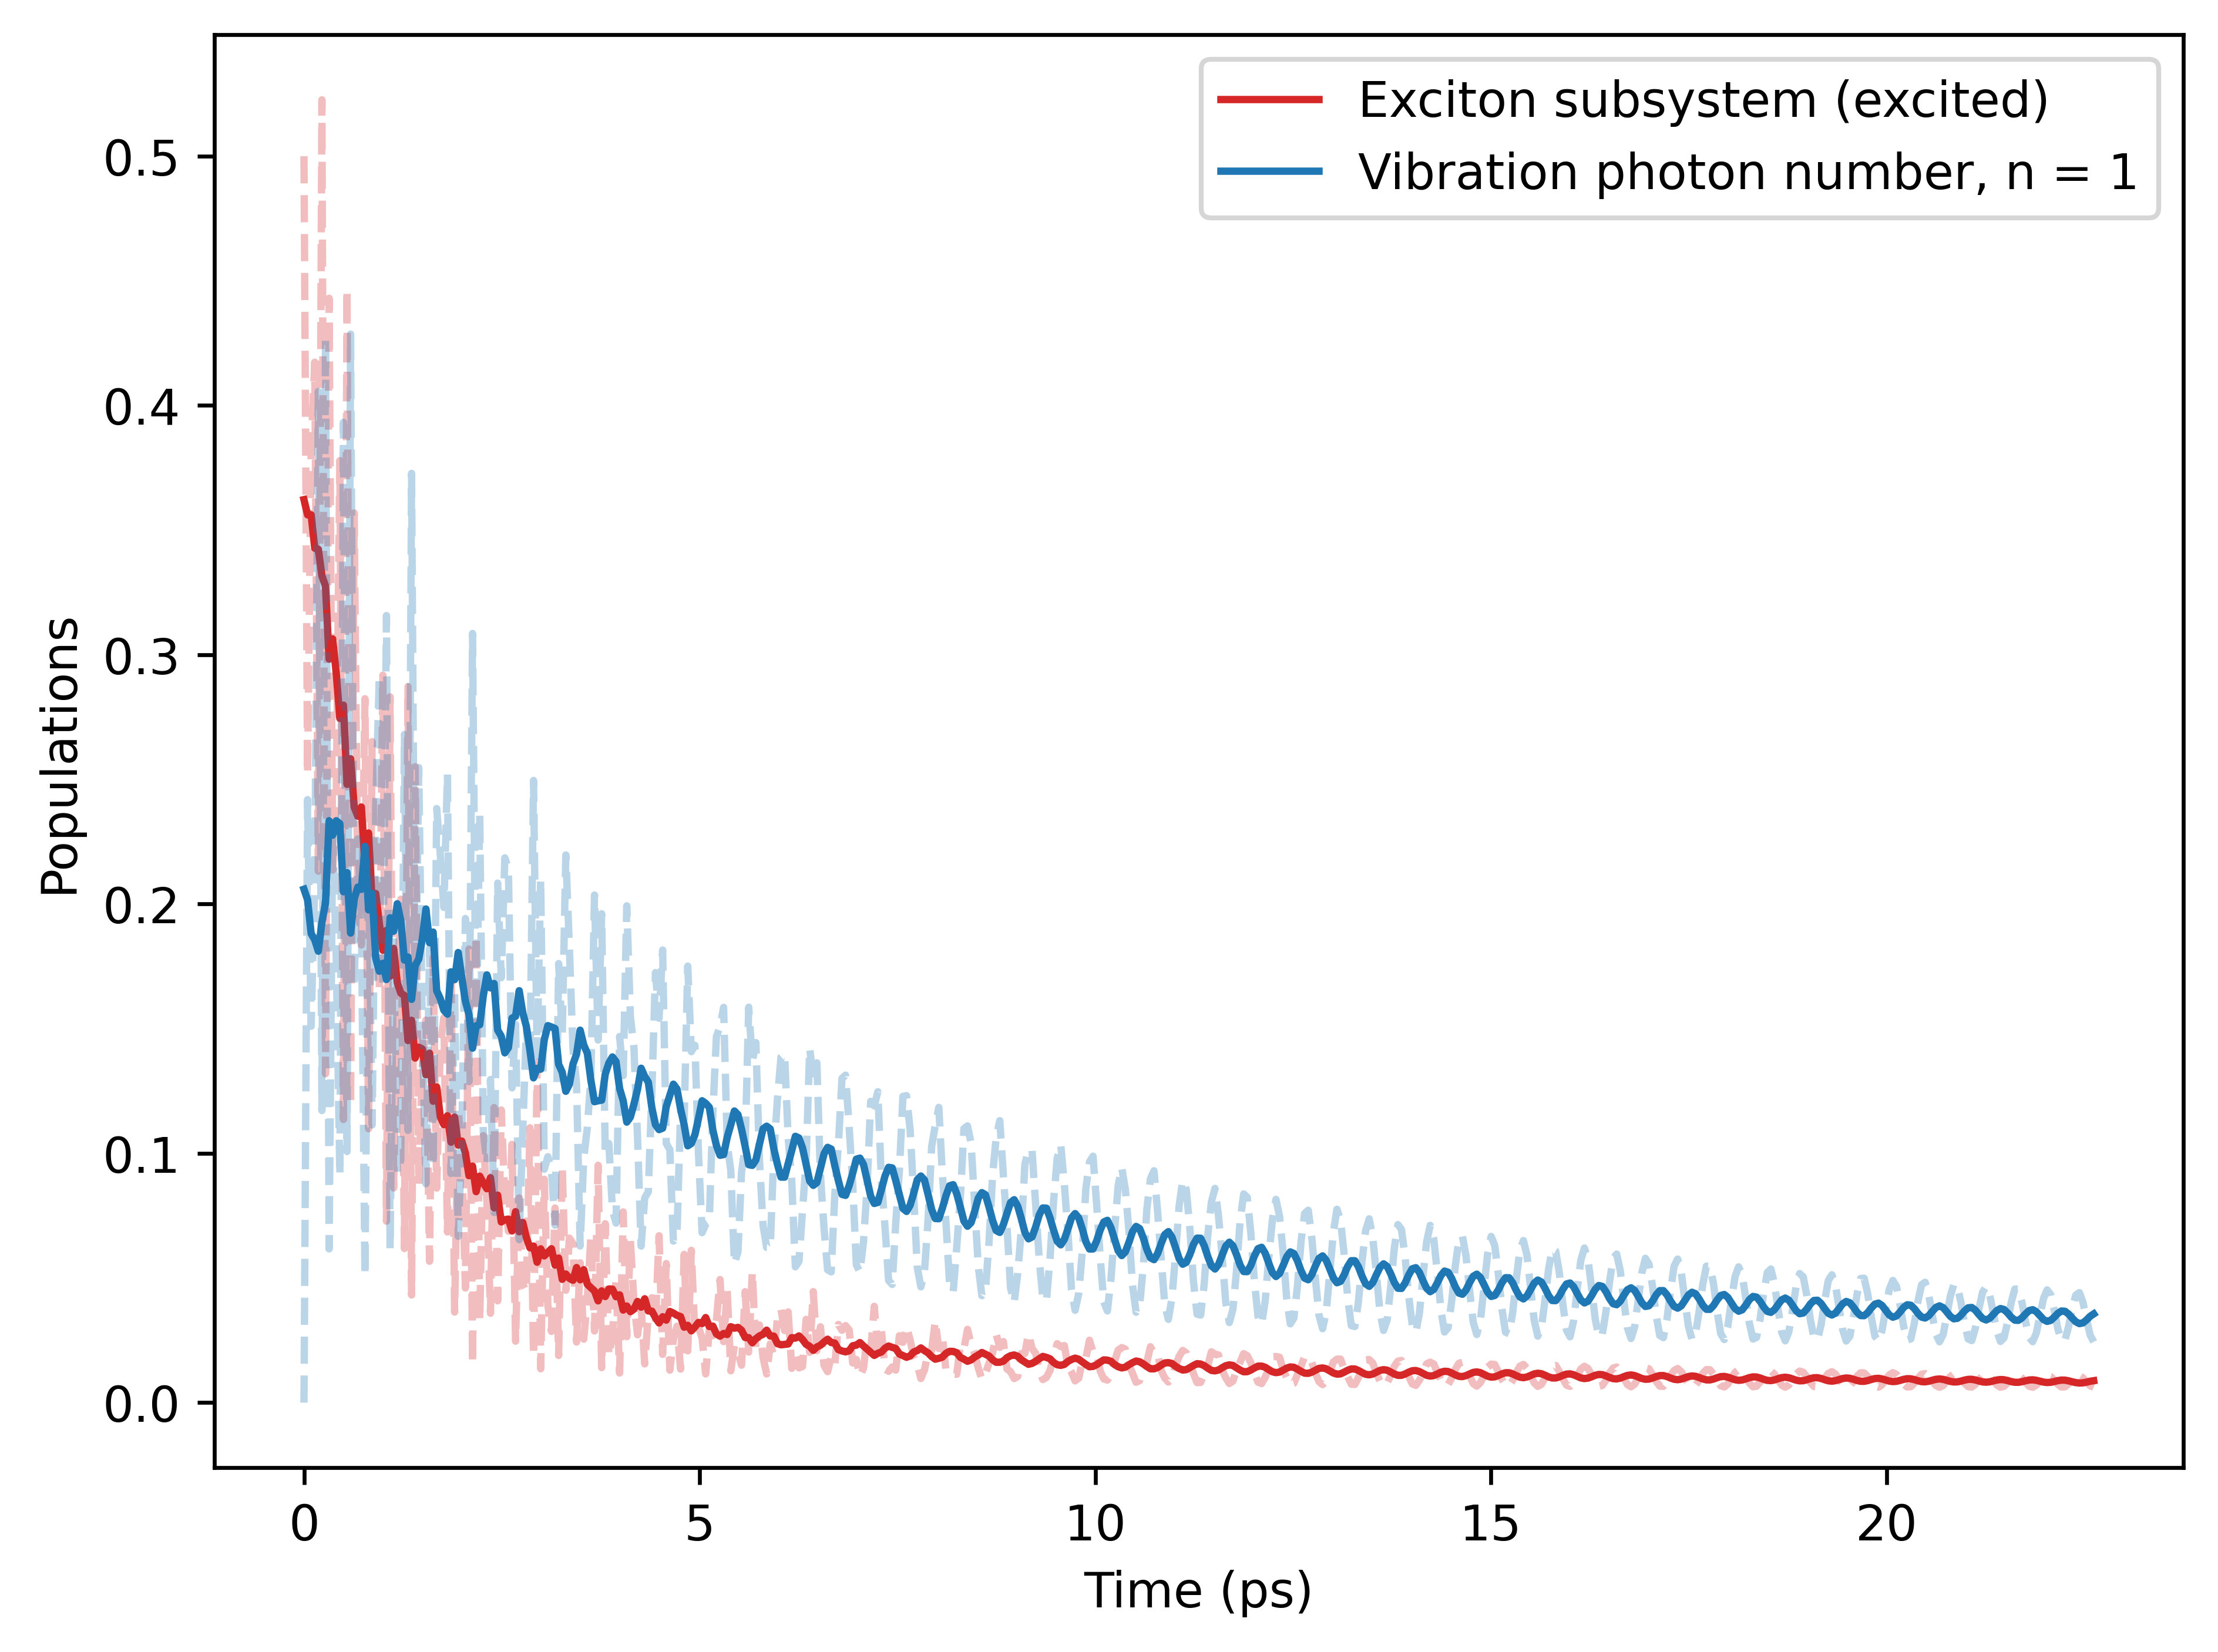 Exciton subsystem (excited)
Vibration photon number, n = 1
Populations
0.5
0.4
0.3
0.2
0.1
0.0
0
5
10
15
20
Time (ps)